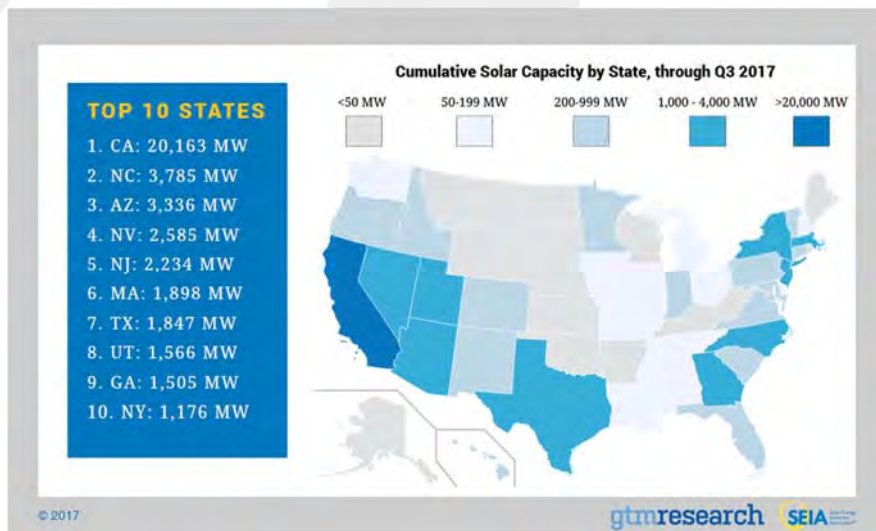 Cumulative Solar Capacity by State, through Q3 2017
<50 MW 50-199 MW 200-999 MW 1,000 - 4,000 MW >20,000 MW
TOP 10 STATES
1. CA: 20,163 MW
2. NC: 3,785 MW
3. AZ: 3,336 MW
4. NV: 2,585 MW
5. NJ: 2,234 MW
6. MA: 1,898 MW
7. TX: 1,847 MW
8. UT: 1,566 MW
9. GA: 1,505 MW
10. NY: 1,176 MW
© 2017
gtmresearch
SEIA